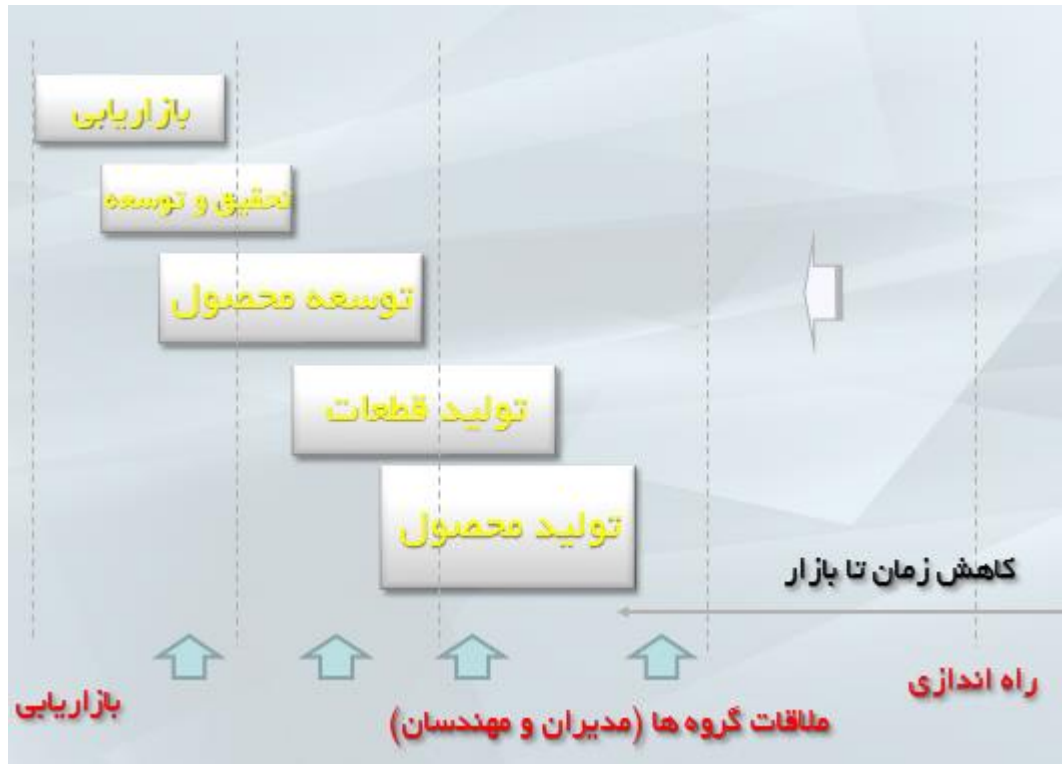 بازاریابی
تحقیق و توسعه
توسعه محصول
تولید قطعات
تولید محصول
کاهش زمان تا بازار
راه اندازی
بازاریابی
ملاقات گروه ها (مدیران و مهندسان)